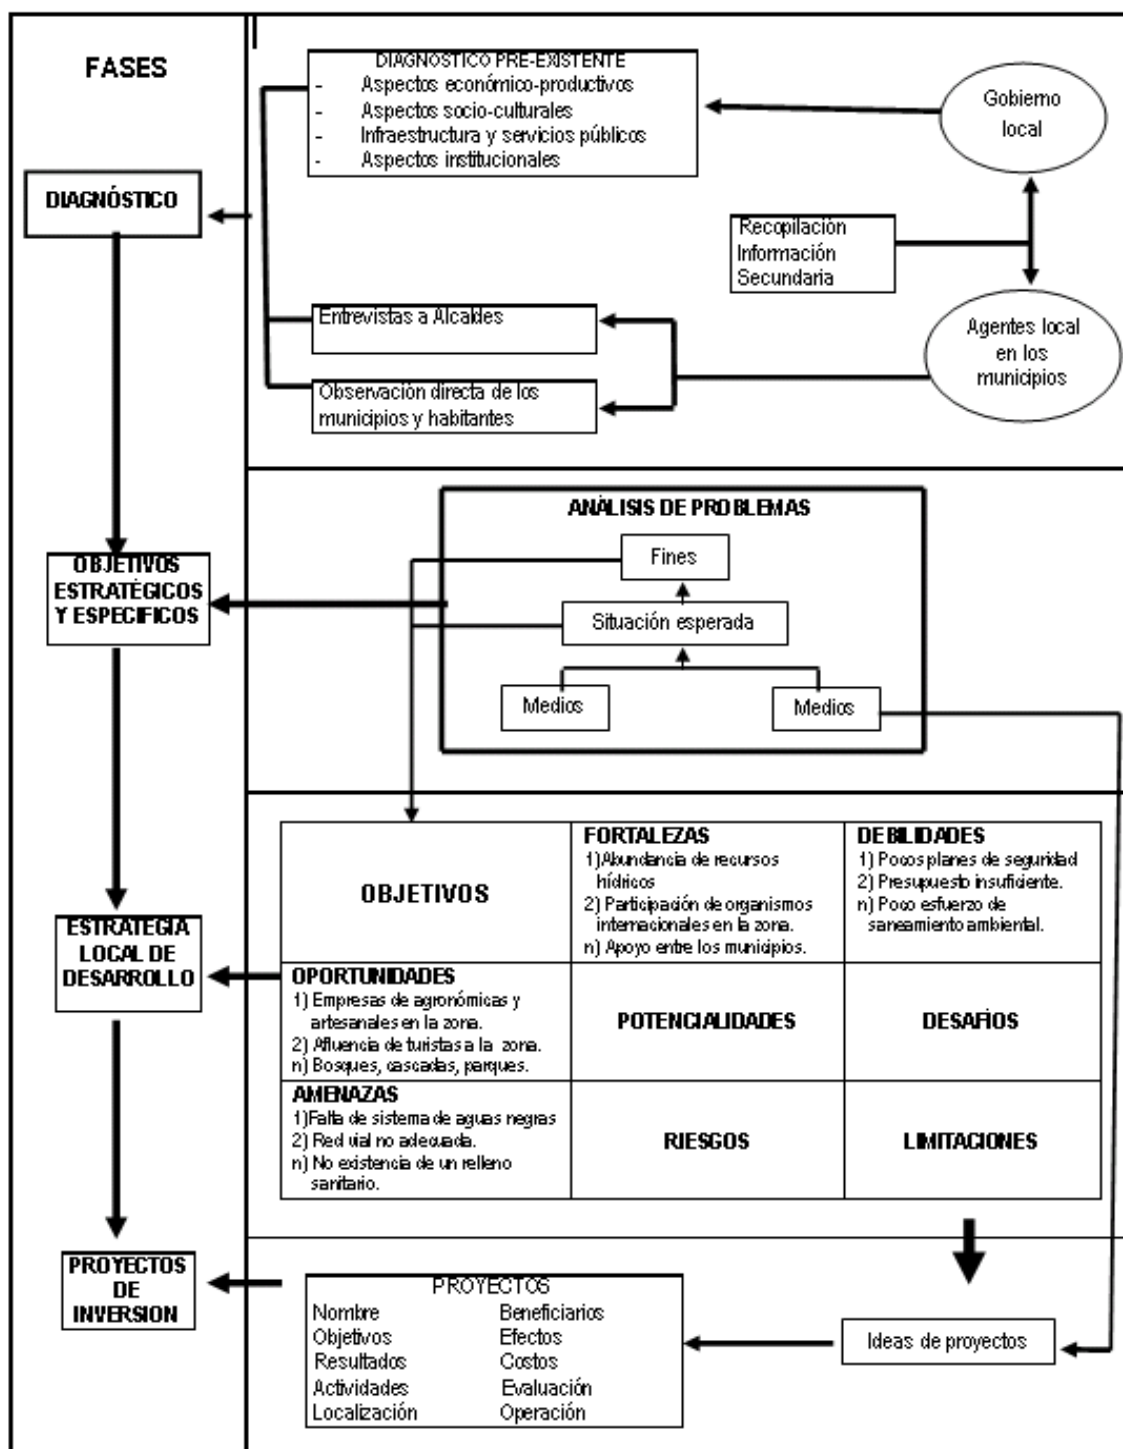 FASES
DIAGNÓSTICO
OBJETIVOS
ESTRATÉGICOS
Y ESPECIFICOS
ESTRATEGIA
LOCAL DE
DESARROLLO
PROYECTOS
DE
INVERSION
DIAGNOSTICO PRE-EXISTENTE
- Aspectos económico-productivos
- Aspectos socio-culturales
- Infraestructura y servicios públicos
- Aspectos institucionales
Gobierno
local
Recopilación
Información
Secundaria
Entrevistas a Alcaldes
Agentes local
en los
municipios
Observación directa de los
municipios y habitantes
ANÁLISIS DE PROBLEMAS
Fines
Situación esperada
Medios
Medios
OBJETIVOS
FORTALEZAS
1)Abundancia de recursos
hídricos
2) Participación de organismos
internacionales en la zona.
n) Apoyo entre los municipios.
DEBILIDADES
1) Pocos planes de seguridad
2) Presupuesto insuficiente.
n) Poco esfuerzo de
saneamiento ambiental.
OPORTUNIDADES
1) Empresas de agronómicas y
artesanales en la zona.
2) Afluencia de turistas a la zona.
n) Bosques, cascadas, parques.
POTENCIALIDADES
DESAFÍOS
AMENAZAS
1)Falta de sistema de aguas negras
2) Red vial no adecuada.
n) No existencia de un relleno
sanitario.
RIESGOS
LIMITACIONES
PROYECTOS
Nombre Beneficiarios
Objetivos Efectos
Resultados Costos
Actividades Evaluación
Localización Operación
Ideas de proyectos